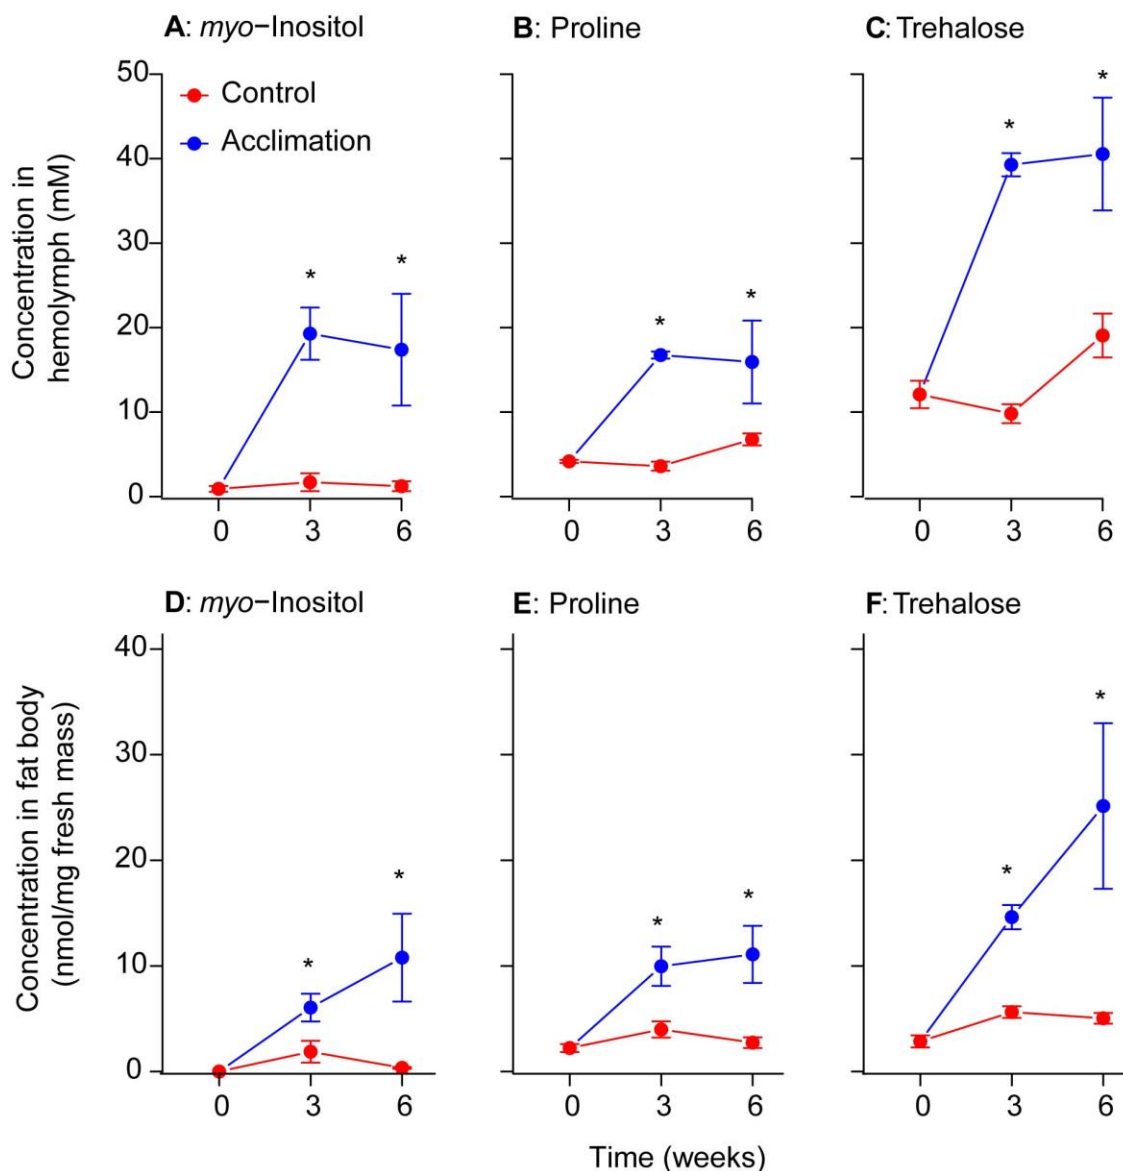 A: myo−Inositol
B: Proline
C: Trehalose
Control
Acclimation
Concentration in
hemolymph (mM)
50
40
30
20
10
0
0 3 6
0 3 6
0 3 6
*
*
*
*
*
*
D: myo−Inositol
E: Proline
F: Trehalose
Concentration in fat body
(nmol/mg fresh mass)
40
30
20
10
0
0 3 6
0 3 6
0 3 6
*
*
*
*
*
*
Time (weeks)